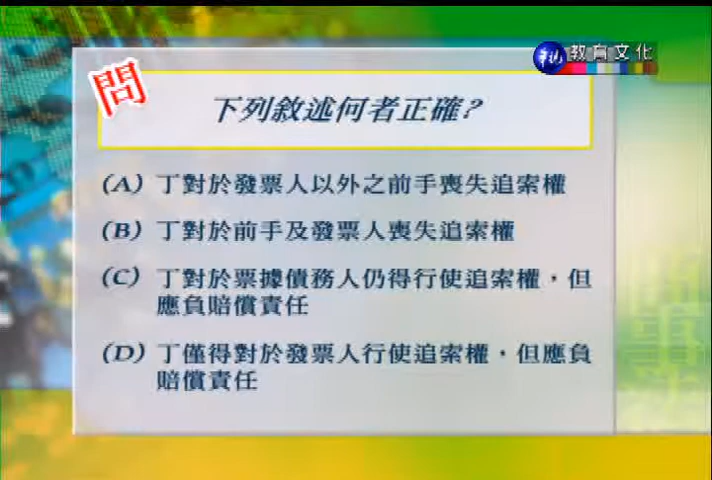 教育文化
問
下列敘述何者正確？
(A) 丁對於發票人以外之前手喪失追索權
(B) 丁對於前手及發票人喪失追索權
(C) 丁對於票據債務人仍得行使追索權，但
應負賠償責任
(D) 丁僅得對於發票人行使追索權，但應負
賠償責任